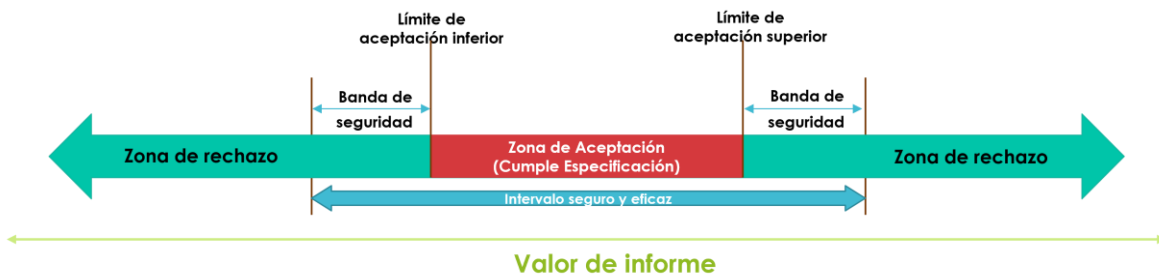 Límite de
aceptación inferior
Límite de
aceptación superior
Banda de
seguridad
Banda de
seguridad
Zona de rechazo
Zona de Aceptación
(Cumple Especificación)
Zona de rechazo
Intervalo seguro y eficaz
Valor de informe